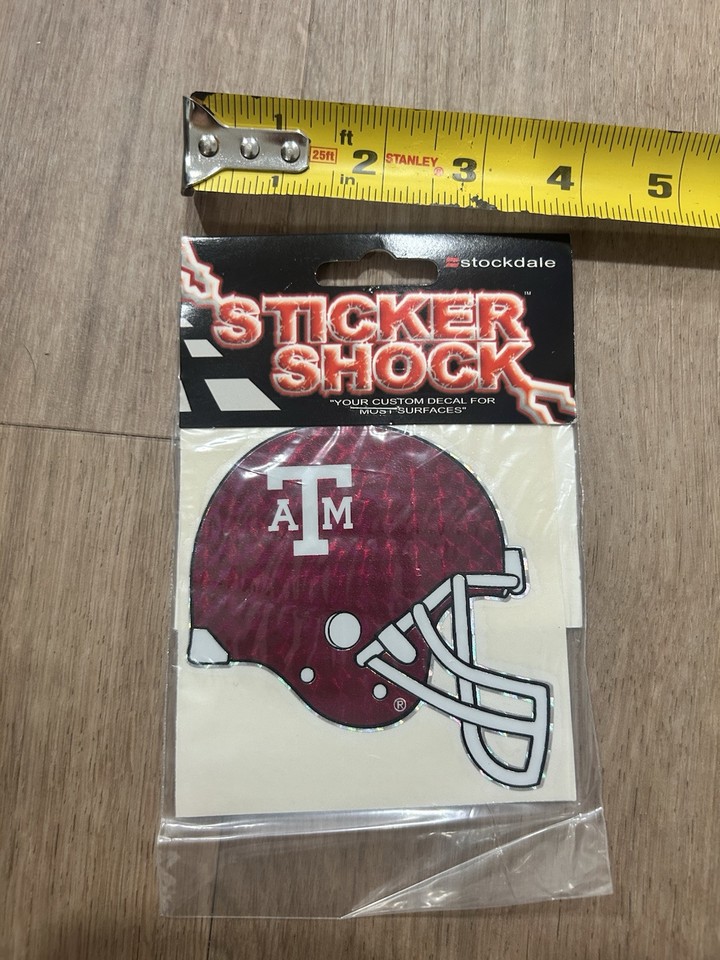 1
ft
25ft 2 STANLEY® 3 4 5
1 in
stockdale
STICKER™
SHOCK
"YOUR CUSTOM DECAL FOR
MOST SURFACES"
ATM
®